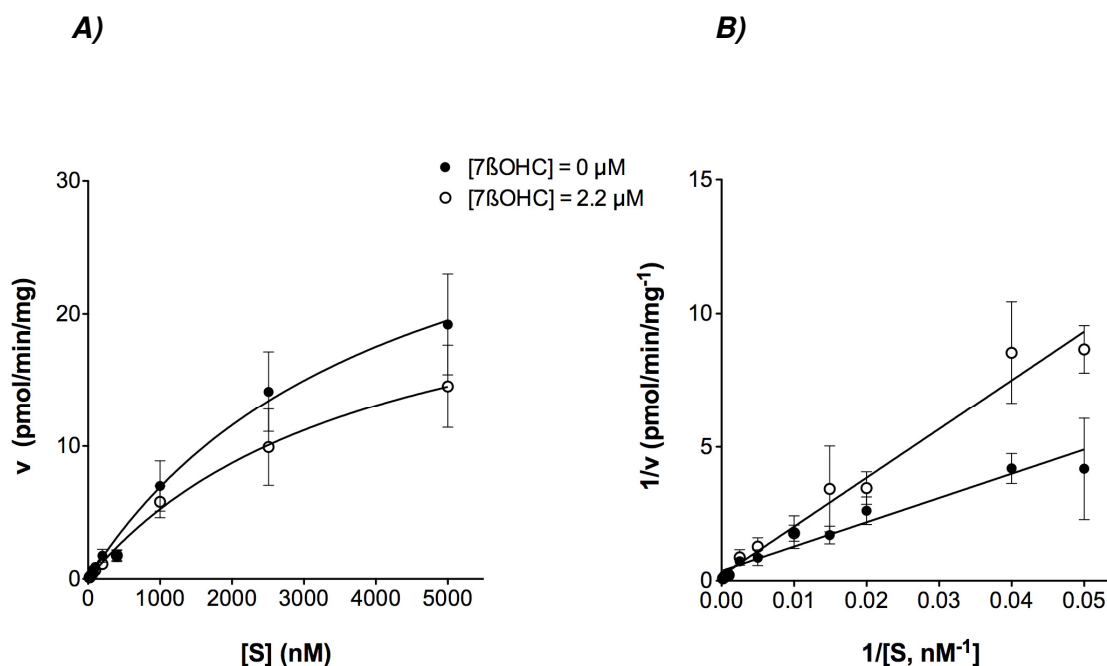 A)
B)
[7ßOHC] = 0 µM
[7ßOHC] = 2.2 µM
30
20
10
0
v (pmol/min/mg)
0 1000 2000 3000 4000 5000
[S] (nM)
15
10
5
0
1/v (pmol/min/mg⁻¹)
0.00 0.01 0.02 0.03 0.04 0.05
1/[S, nM⁻¹]